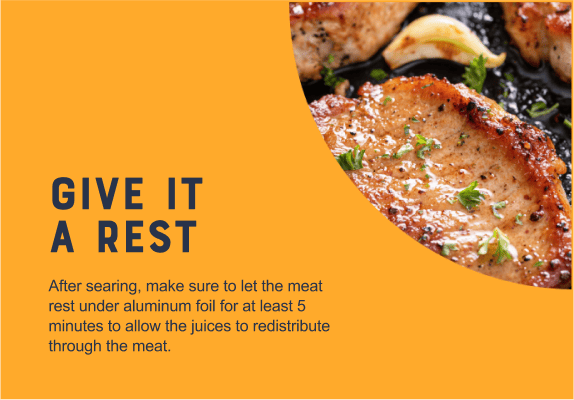 GIVE IT
A REST
After searing, make sure to let the meat
rest under aluminum foil for at least 5
minutes to allow the juices to redistribute
through the meat.